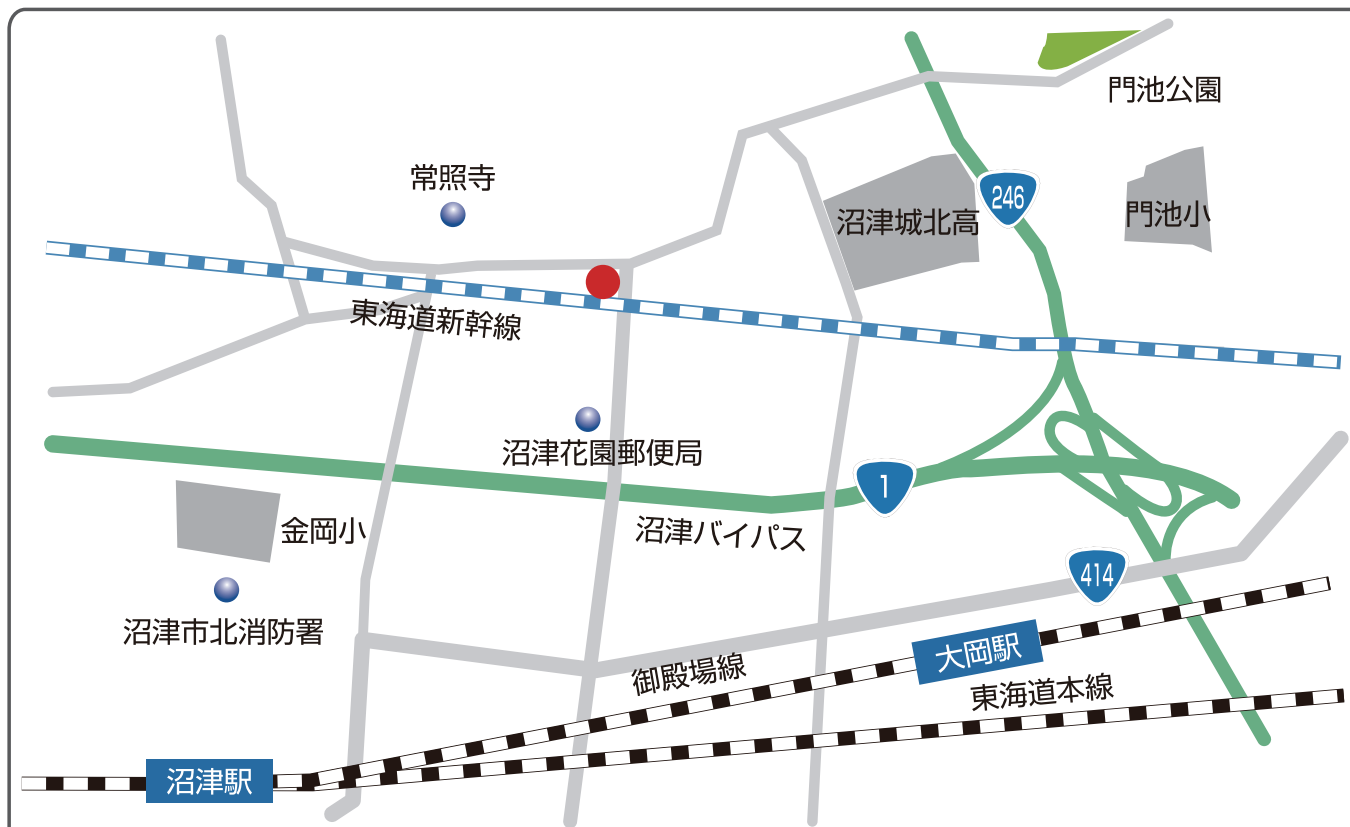 門池公園
常照寺
246
沼津城北高
門池小
東海道新幹線
沼津花園郵便局
1
金岡小
沼津バイパス
414
沼津市北消防署
大岡駅
御殿場線
東海道本線
沼津駅